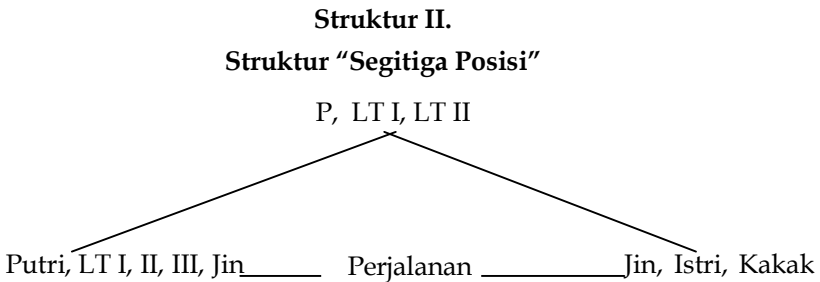 Struktur II.
Struktur “Segitiga Posisi”
P, LT I, LT II
Putri, LT I, II, III, Jin Perjalanan Jin, Istri, Kakak